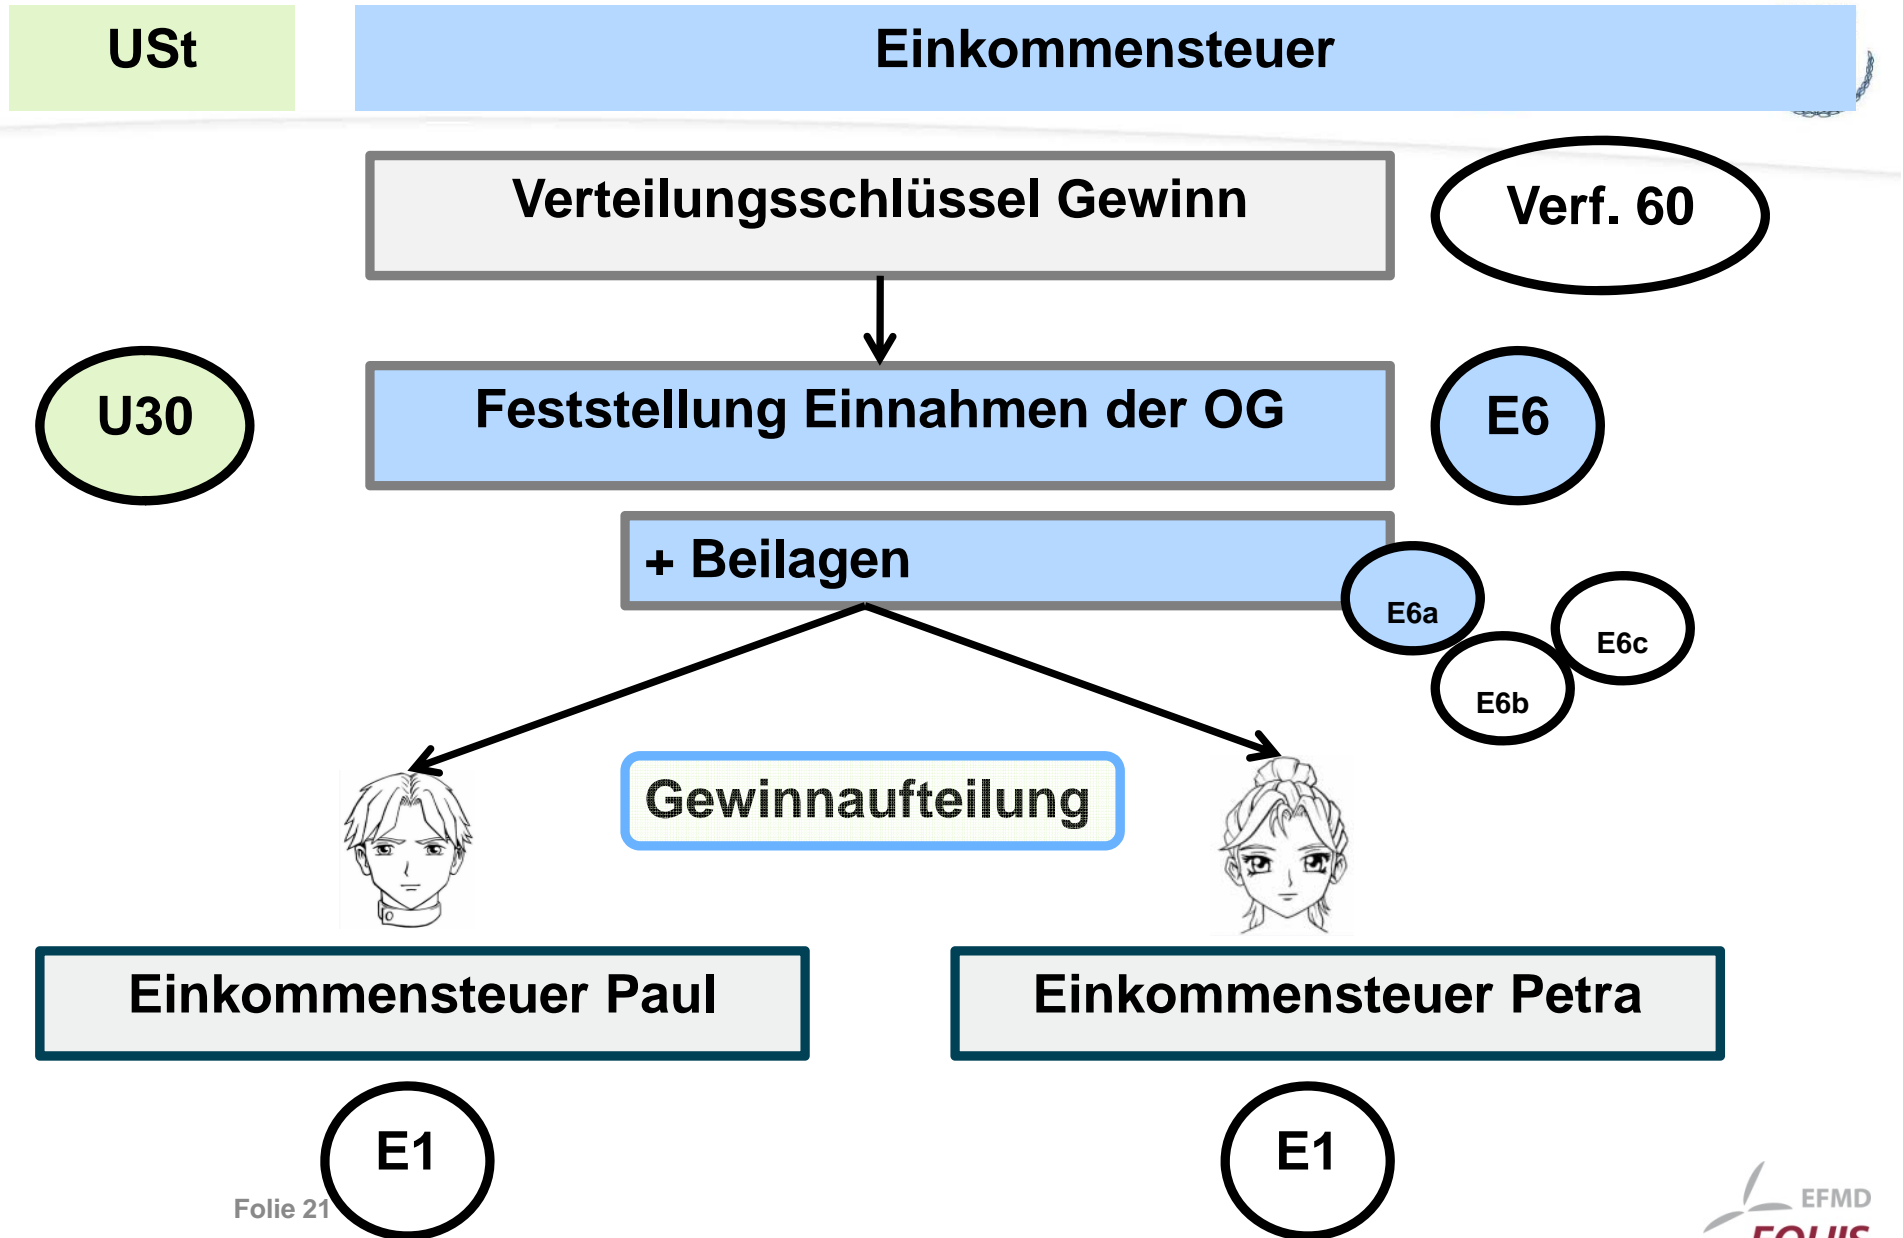 USt
Einkommensteuer
Verteilungsschlüssel Gewinn
Verf. 60
U30
Feststellung Einnahmen der OG
E6
+ Beilagen
E6a
E6c
E6b
Gewinnaufteilung
Einkommensteuer Paul
Einkommensteuer Petra
E1
E1
Folie 21
EFMD
EQUIS